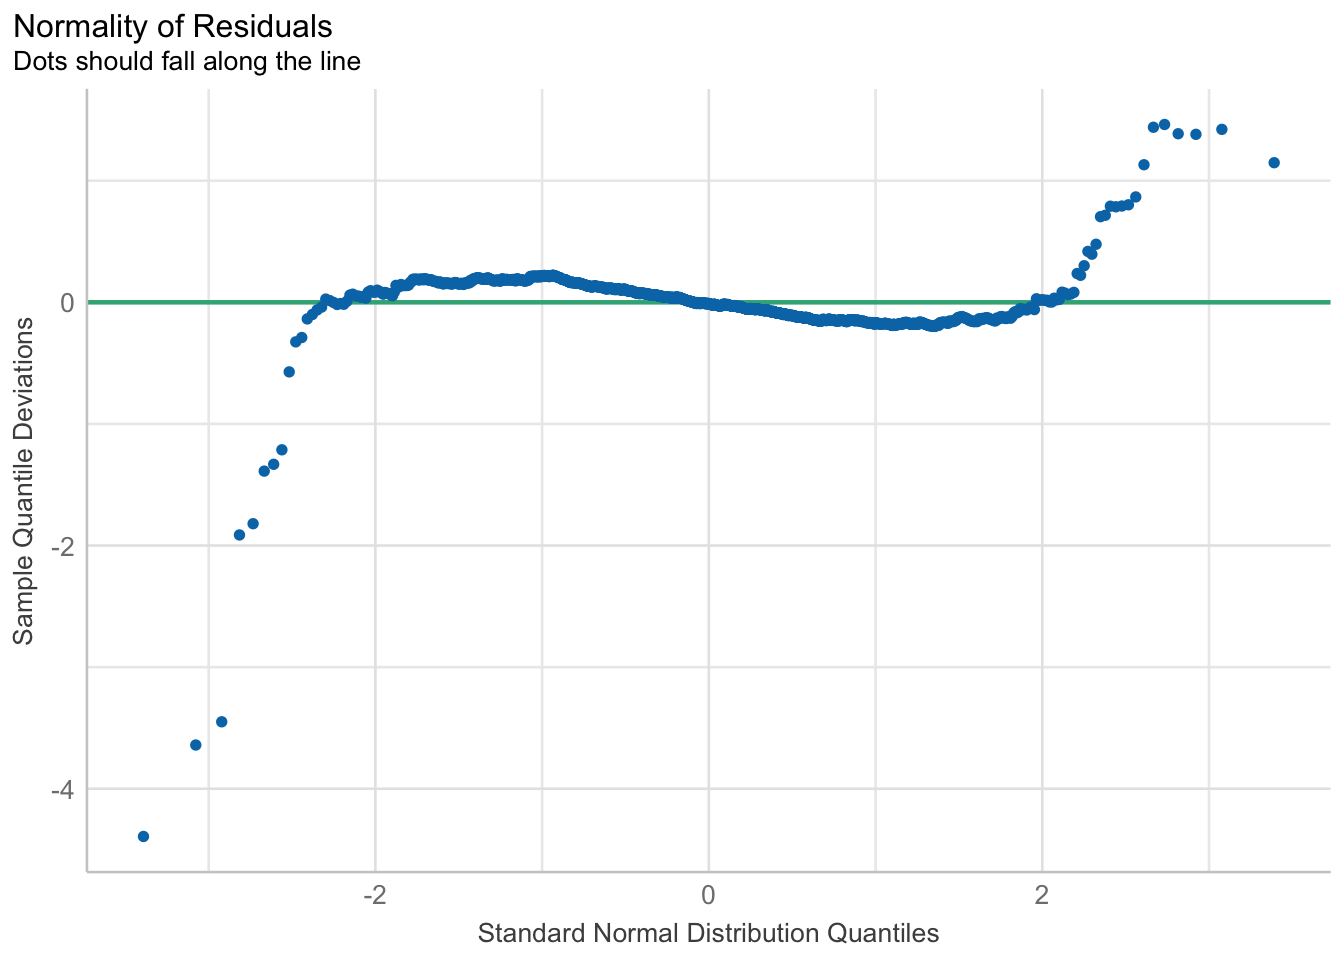 Normality of Residuals
Dots should fall along the line
Sample Quantile Deviations
0
-2
-4
-2
0
2
Standard Normal Distribution Quantiles